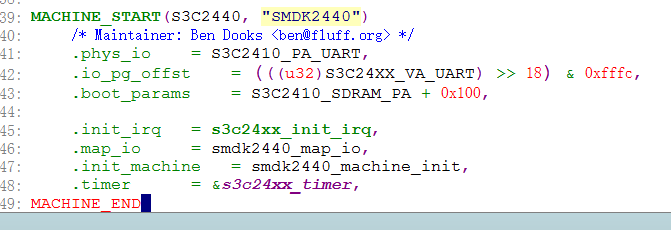 39: MACHINE_START(S3C2440, "SMDK2440")
40: /* Maintainer: Ben Dooks <ben@fluff.org> */
41: .phys_io = S3C2410_PA_UART,
42: .io_pg_offst = (((u32)S3C24XX_VA_UART) >> 18) & 0xfffc,
43: .boot_params = S3C2410_SDRAM_PA + 0x100,
44:
45: .init_irq = s3c24xx_init_irq,
46: .map_io = smdk2440_map_io,
47: .init_machine = smdk2440_machine_init,
48: .timer = &s3c24xx_timer,
49: MACHINE_END